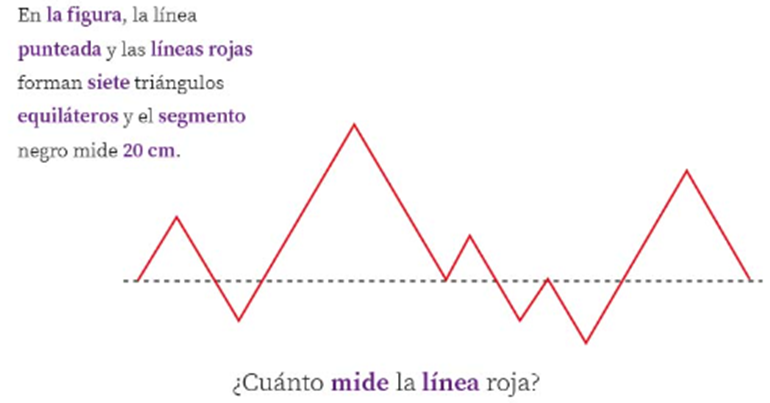 En la figura, la línea
punteada y las líneas rojas
forman siete triángulos
equiláteros y el segmento
negro mide 20 cm.
¿Cuánto mide la línea roja?